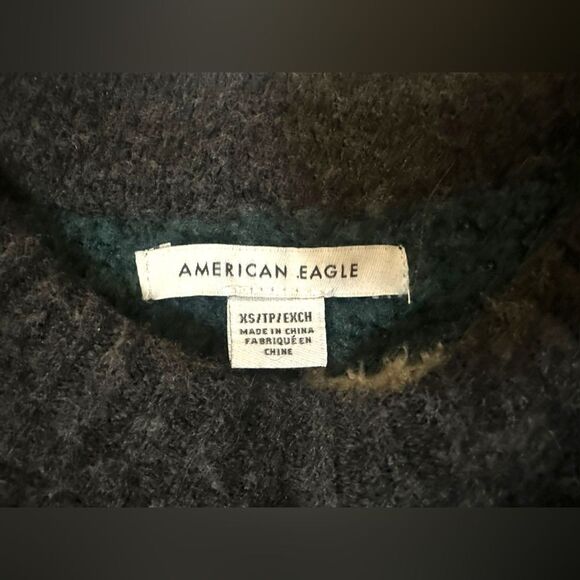 AMERICAN EAGLE
XS/TP/EXCH
MADE IN CHINA
FABRIQUÉ EN
CHINE